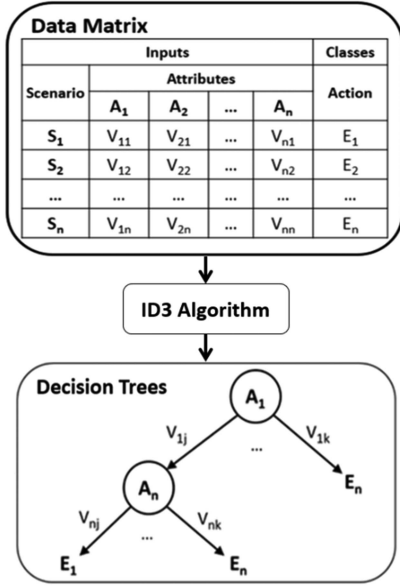 Data Matrix
Inputs Classes
Scenario Attributes Action
A₁ A₂ ... Aₙ
S₁ V₁₁ V₂₁ ... Vₙ₁ E₁
S₂ V₁₂ V₂₂ ... Vₙ₂ E₂
... ... ... ... ... ...
Sₙ V₁ₙ V₂ₙ ... Vₙₙ Eₙ
ID3 Algorithm
Decision Trees
A₁
V₁ⱼ V₁ₖ
...
Aₙ Eₙ
Vₙⱼ Vₙₖ
...
E₁ Eₙ